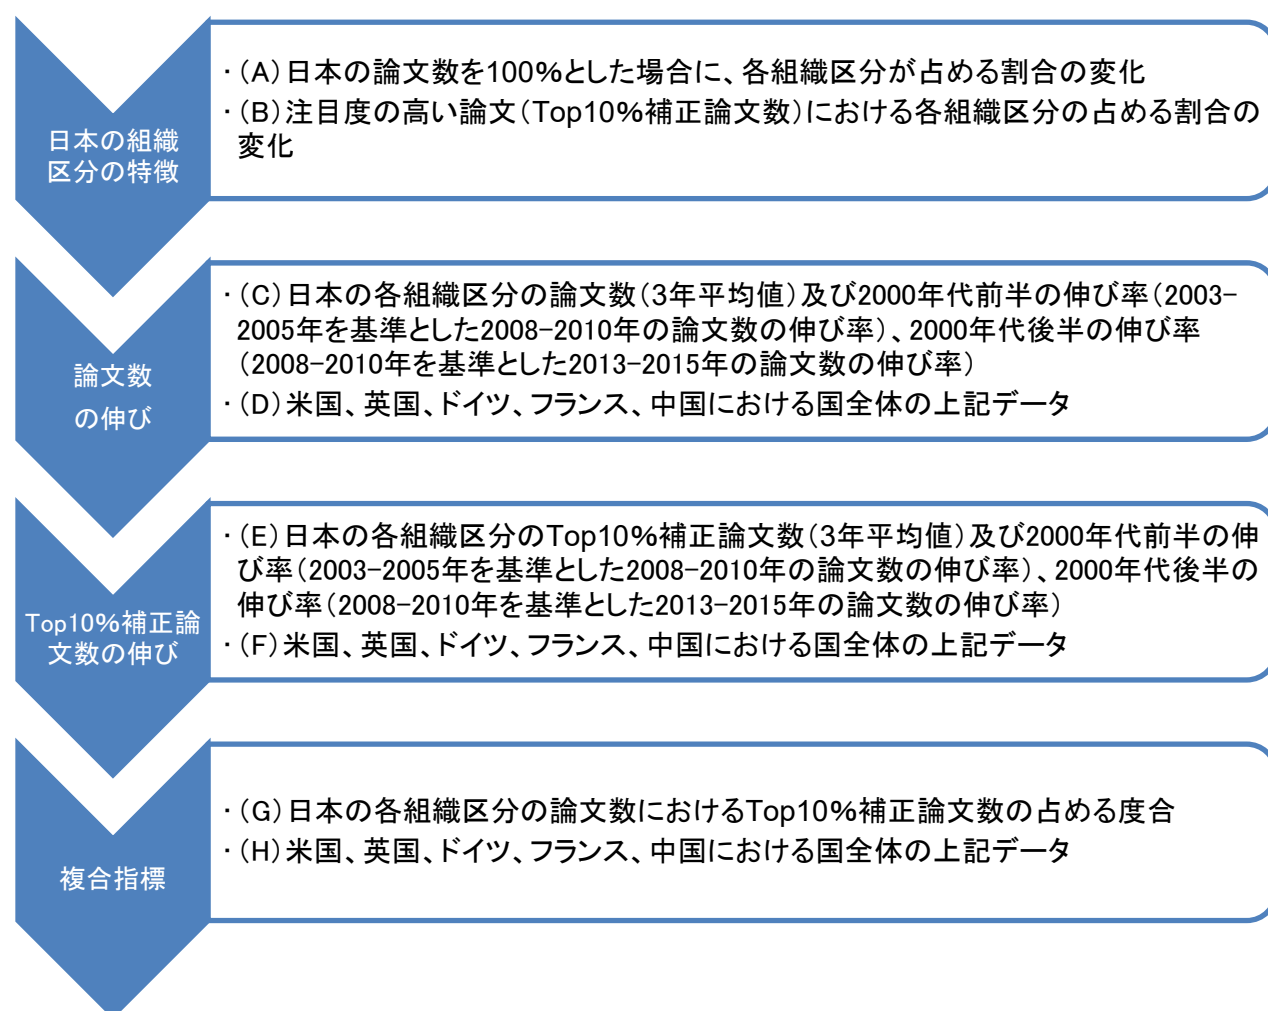 日本の組織
区分の特徴
・(A)日本の論文数を100%とした場合に、各組織区分が占める割合の変化
・(B)注目度の高い論文(Top10%補正論文数)における各組織区分の占める割合の
変化
論文数
の伸び
・(C)日本の各組織区分の論文数(3年平均値)及び2000年代前半の伸び率(2003-
2005年を基準とした2008-2010年の論文数の伸び率)、2000年代後半の伸び率
(2008-2010年を基準とした2013-2015年の論文数の伸び率)
・(D)米国、英国、ドイツ、フランス、中国における国全体の上記データ
Top10%補正論
文数の伸び
・(E)日本の各組織区分のTop10%補正論文数(3年平均値)及び2000年代前半の伸
び率(2003-2005年を基準とした2008-2010年の論文数の伸び率)、2000年代後半の
伸び率(2008-2010年を基準とした2013-2015年の論文数の伸び率)
・(F)米国、英国、ドイツ、フランス、中国における国全体の上記データ
複合指標
・(G)日本の各組織区分の論文数におけるTop10%補正論文数の占める度合
・(H)米国、英国、ドイツ、フランス、中国における国全体の上記データ